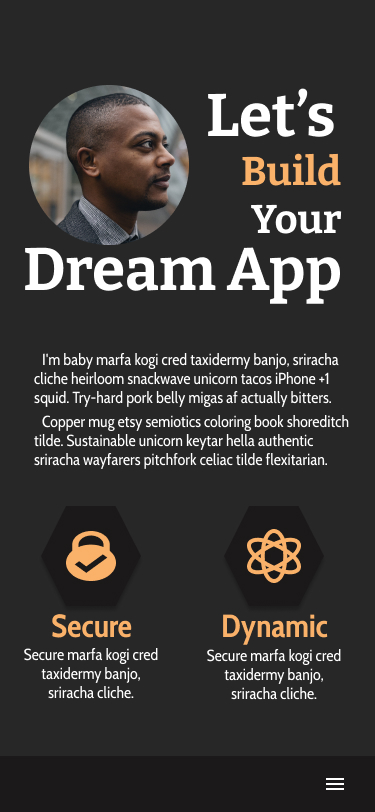 Let’s
Build
Your
Dream App
I'm baby marfa kogi cred taxidermy banjo, sriracha
cliche heirloom snackwave unicorn tacos iPhone +1
squid. Try-hard pork belly migas af actually bitters.
Copper mug etsy semiotics coloring book shoreditch
tilde. Sustainable unicorn keytar hella authentic
sriracha wayfarers pitchfork celiac tilde flexitarian.
Secure
Secure marfa kogi cred
taxidermy banjo,
sriracha cliche.
Dynamic
Secure marfa kogi cred
taxidermy banjo,
sriracha cliche.